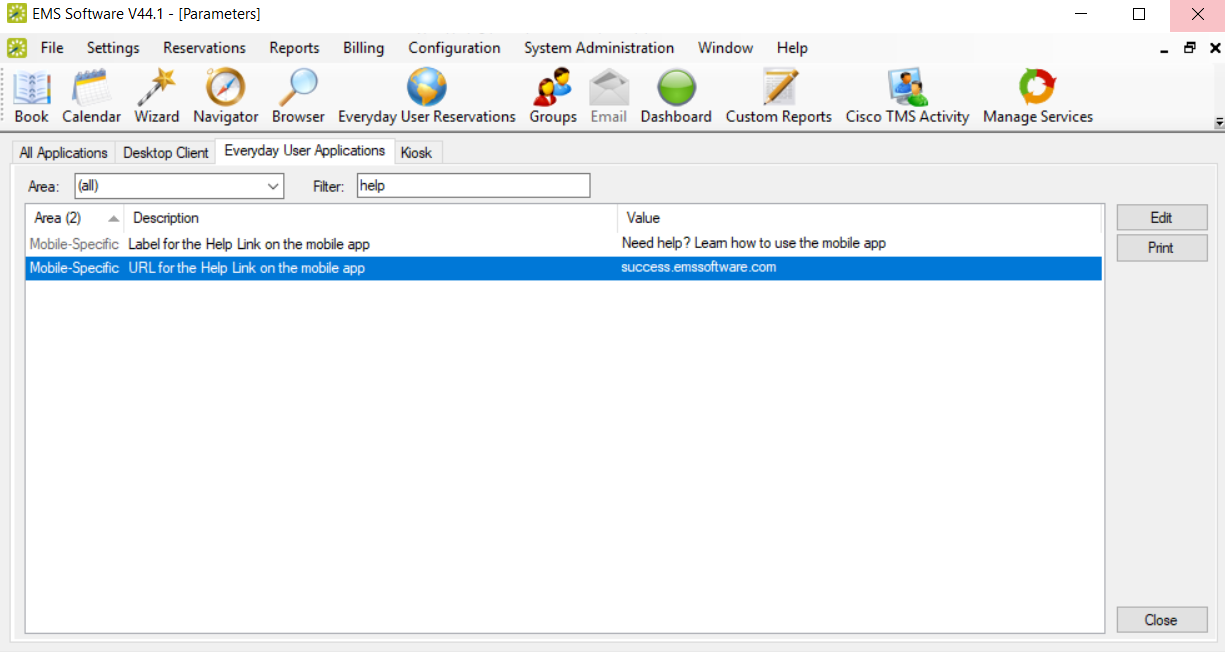 EMS Software V44.1 - [Parameters]
File Settings Reservations Reports Billing Configuration System Administration Window Help
Book Calendar Wizard Navigator Browser Everyday User Reservations Groups Email Dashboard Custom Reports Cisco TMS Activity Manage Services
All Applications Desktop Client Everyday User Applications Kiosk
Area: (all) Filter: help
Area (2) Description Value
Mobile-Specific Label for the Help Link on the mobile app Need help? Learn how to use the mobile app
Mobile-Specific URL for the Help Link on the mobile app success.emssoftware.com
Edit
Print
Close